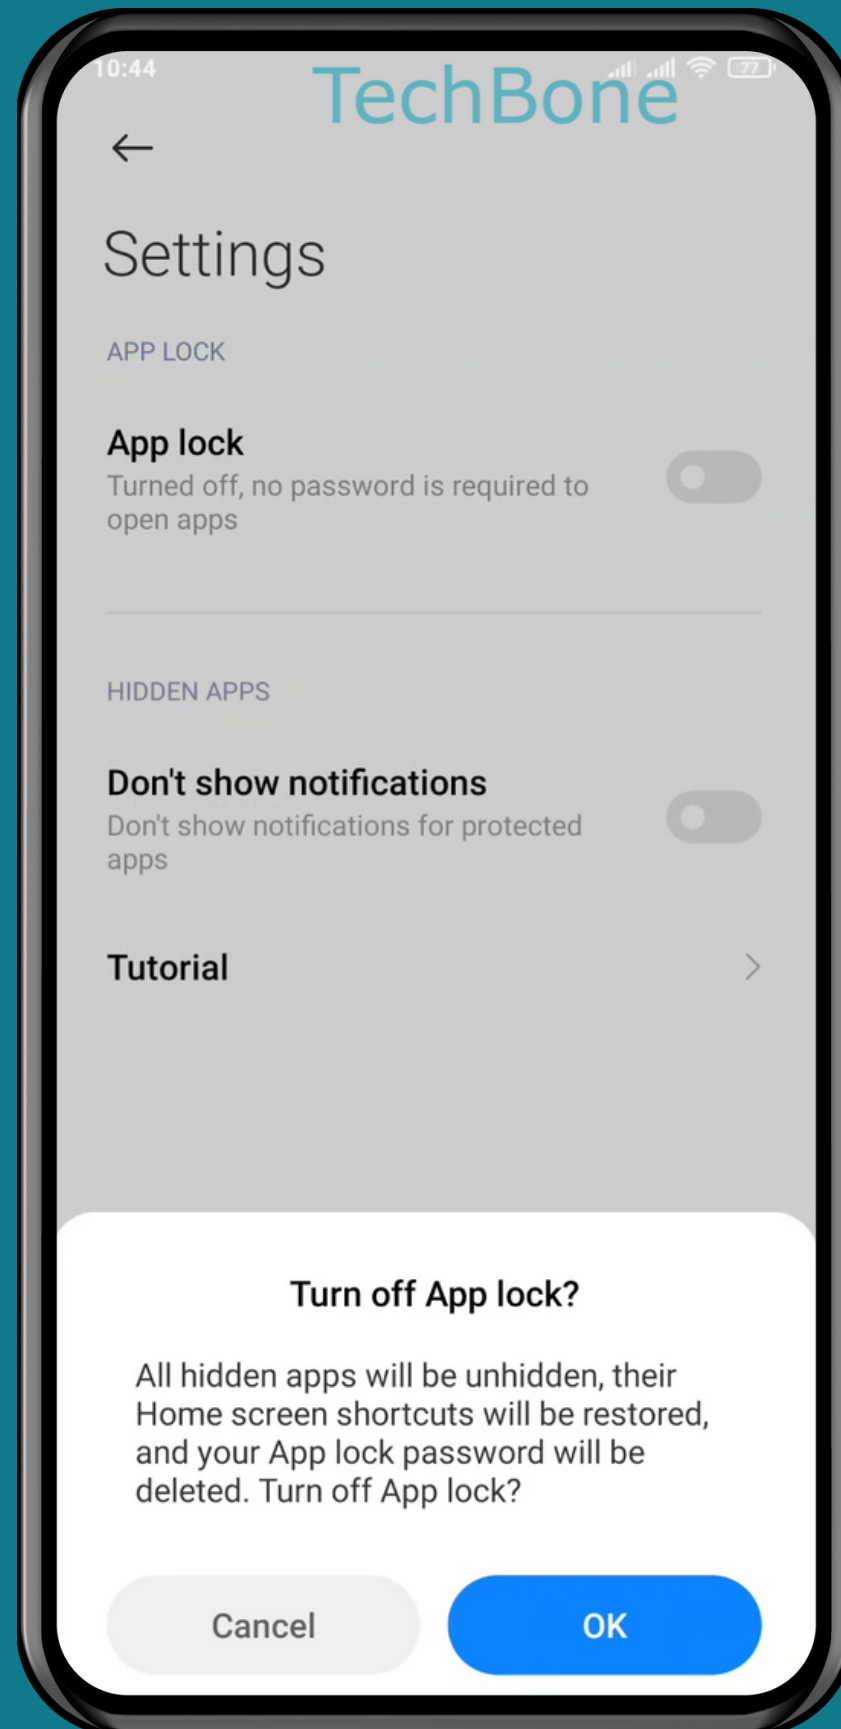 10:44
TechBone
77
Settings
APP LOCK
App lock
Turned off, no password is required to
open apps
HIDDEN APPS
Don't show notifications
Don't show notifications for protected
apps
Tutorial
Turn off App lock?
All hidden apps will be unhidden, their
Home screen shortcuts will be restored,
and your App lock password will be
deleted. Turn off App lock?
Cancel
OK